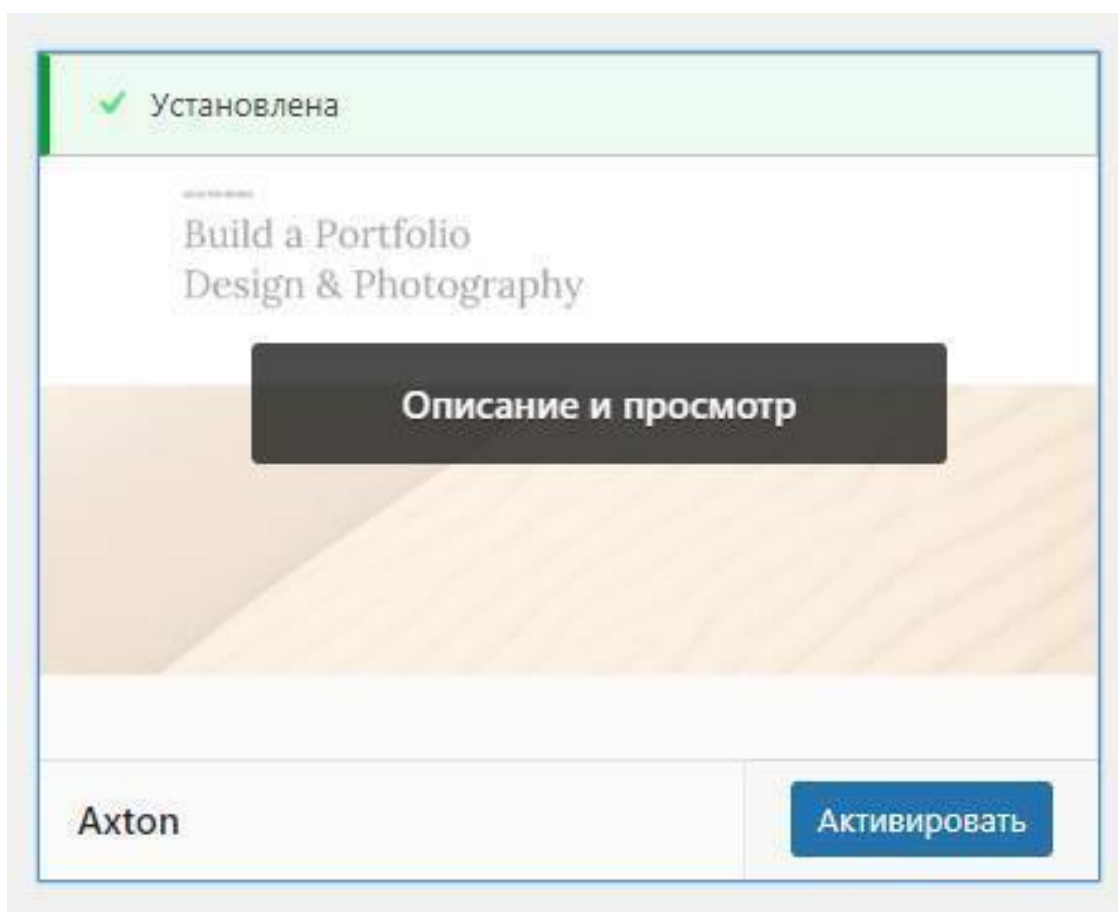 Установлена
Build a Portfolio
Design & Photography
Описание и просмотр
Axton
Активировать